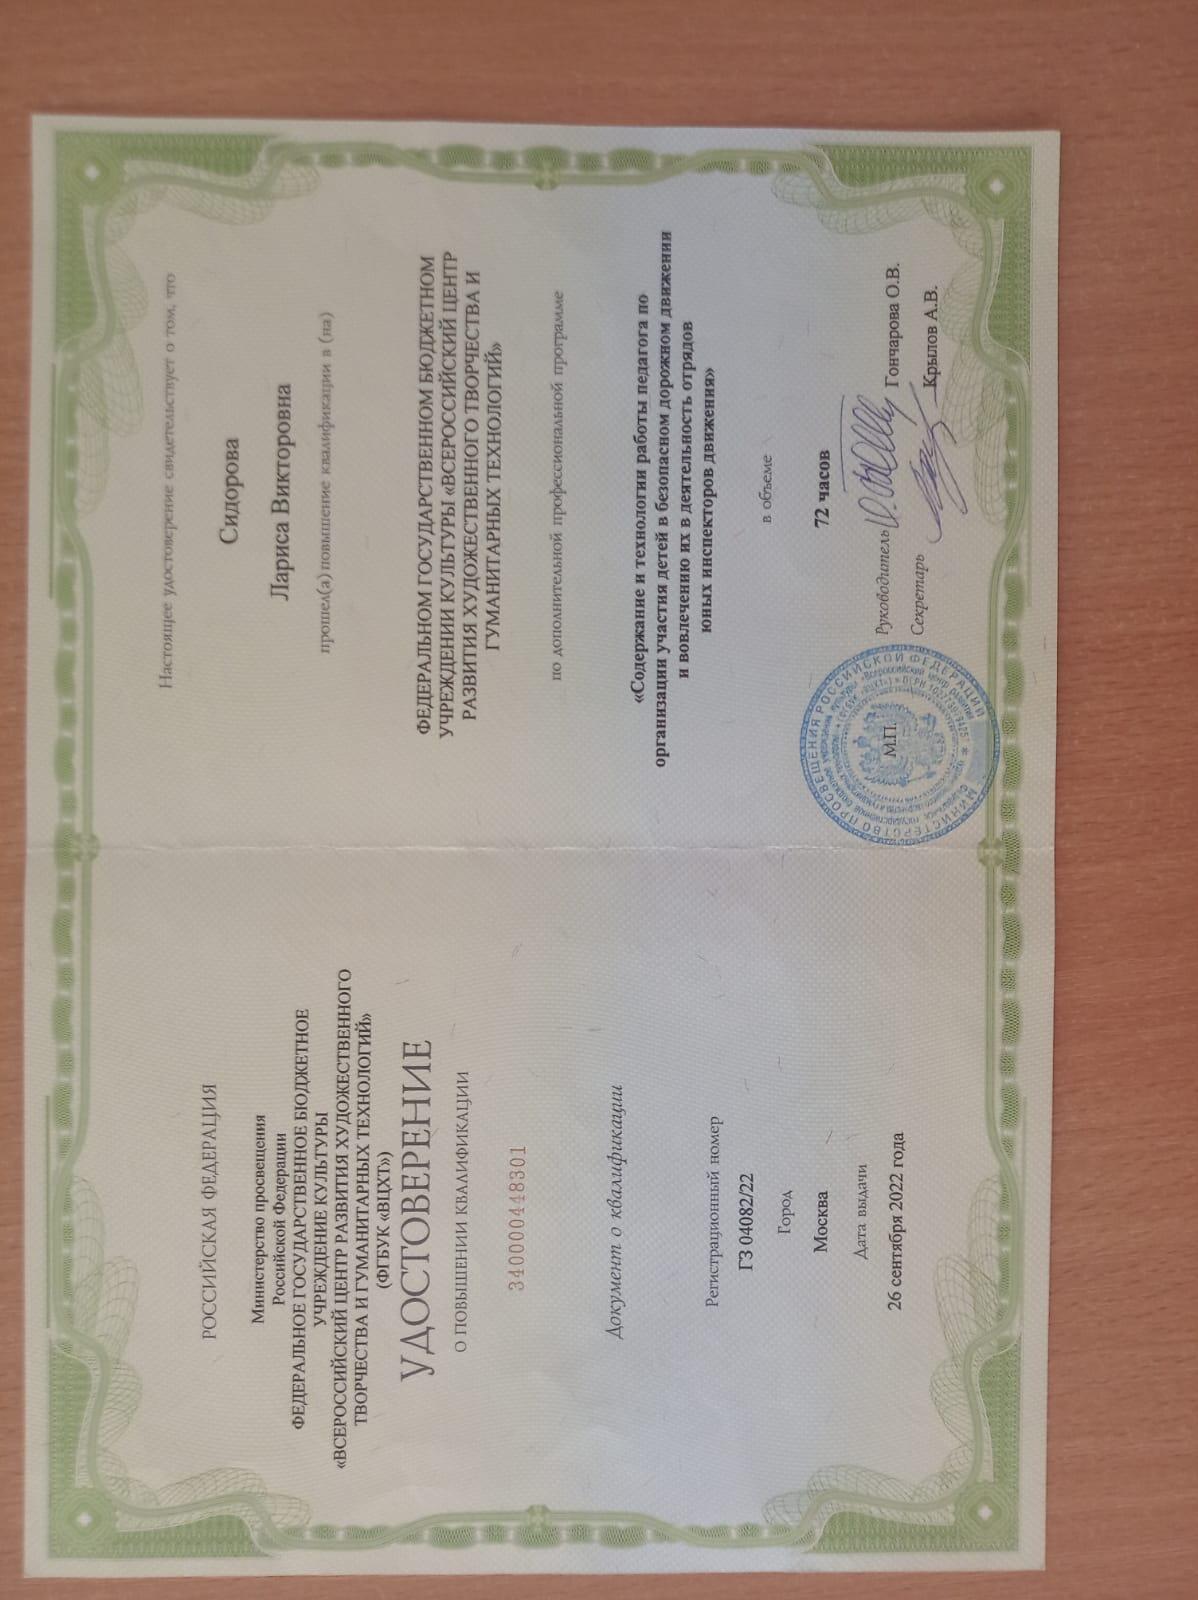 РОССИЙСКАЯ ФЕДЕРАЦИЯ
Министерство просвещения
Российской Федерации
ФЕДЕРАЛЬНОЕ ГОСУДАРСТВЕННОЕ БЮДЖЕТНОЕ
УЧРЕЖДЕНИЕ КУЛЬТУРЫ
«ВСЕРОССИЙСКИЙ ЦЕНТР РАЗВИТИЯ ХУДОЖЕСТВЕННОГО
ТВОРЧЕСТВА И ГУМАНИТАРНЫХ ТЕХНОЛОГИЙ»
(ФГБУК «ВЦХТ»)
УДОСТОВЕРЕНИЕ
О ПОВЫШЕНИИ КВАЛИФИКАЦИИ
340000448301
Документ о квалификации
Регистрационный номер
ГЗ 04082/22
Город
Москва
Дата выдачи
26 сентября 2022 года
Настоящее удостоверение свидетельствует о том, что
Сидорова
Лариса Викторовна
прошел(а) повышение квалификации в (на)
ФЕДЕРАЛЬНОМ ГОСУДАРСТВЕННОМ БЮДЖЕТНОМ
УЧРЕЖДЕНИИ КУЛЬТУРЫ «ВСЕРОССИЙСКИЙ ЦЕНТР
РАЗВИТИЯ ХУДОЖЕСТВЕННОГО ТВОРЧЕСТВА И
ГУМАНИТАРНЫХ ТЕХНОЛОГИЙ»
по дополнительной профессиональной программе
«Содержание и технологии работы педагога по
организации участия детей в безопасном дорожном движении
и вовлечению их в деятельность отрядов
юных инспекторов движения»
в объеме
72 часов
Руководитель Гончарова О.В.
Секретарь Крылов А.В.
М.П.
МИНИСТЕРСТВО ПРОСВЕЩЕНИЯ РОССИЙСКОЙ ФЕДЕРАЦИИ